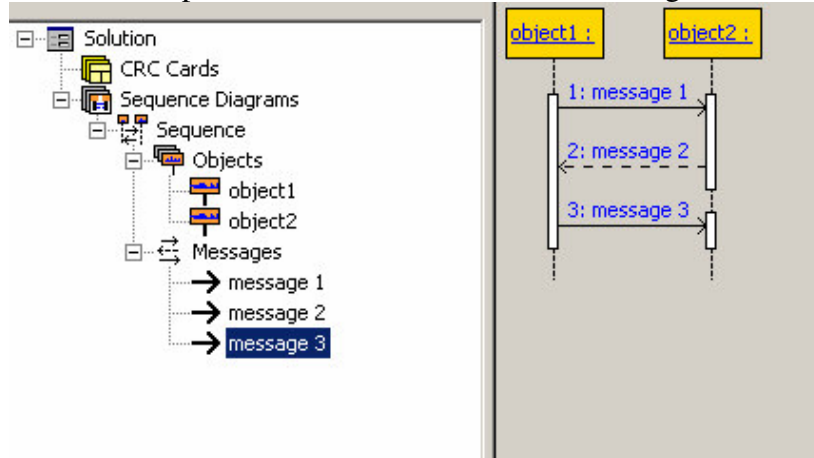 Solution
CRC Cards
Sequence Diagrams
Sequence
Objects
object1
object2
Messages
message 1
message 2
message 3
object1 :
object2 :
1: message 1
2: message 2
3: message 3